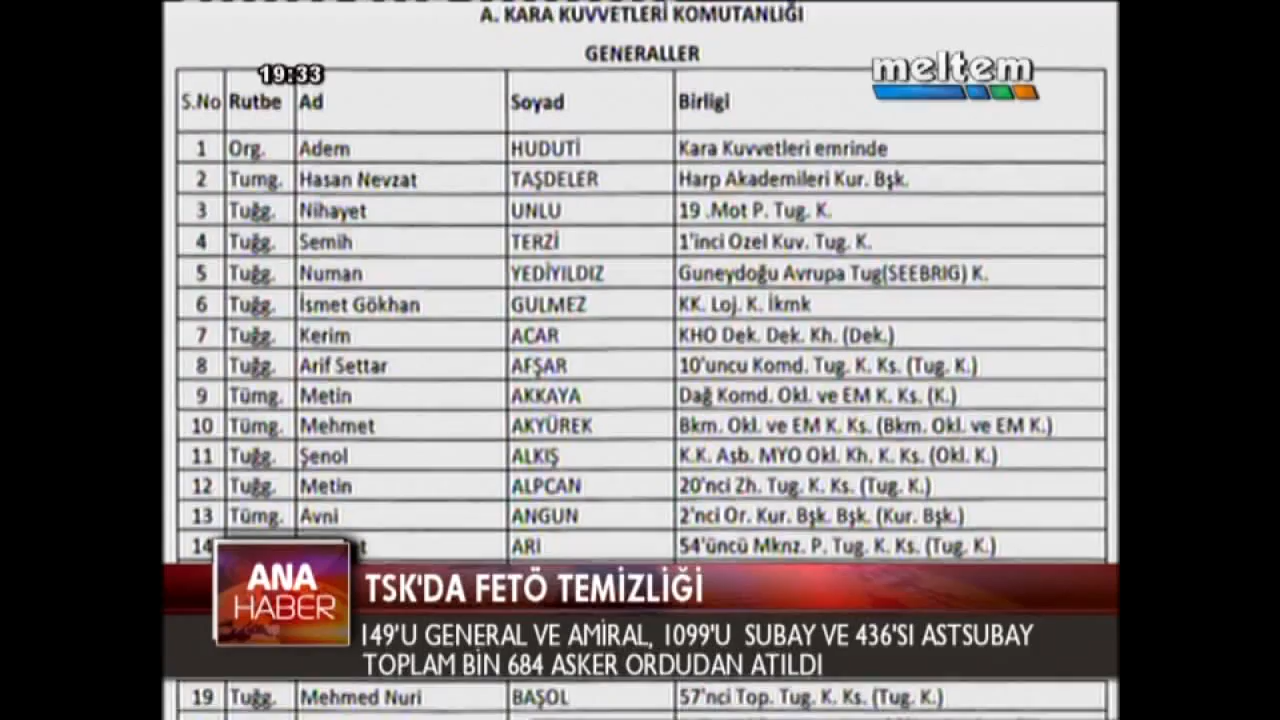 A. KARA KUVVETLERİ KOMUTANLIĞI
GENERALLER
19:33
meltem
S.No Rutbe Ad Soyad Birligi
1 Org. Adem HUDUTİ Kara Kuvvetleri emrinde
2 Tumg. Hasan Nevzat TAŞDELER Harp Akademileri Kur. Bşk.
3 Tuğg. Nihayet UNLU 19 .Mot P. Tug. K.
4 Tuğg. Semih TERZİ 1'inci Ozel Kuv. Tug. K.
5 Tuğg. Numan YEDİYILDIZ Guneydoğu Avrupa Tug(SEEBRIG) K.
6 Tuğg. İsmet Gökhan GULMEZ KK. Loj. K. İkmk
7 Tuğg. Kerim ACAR KHO Dek. Dek. Kh. (Dek.)
8 Tuğg. Arif Settar AFŞAR 10'uncu Komd. Tug. K. Ks. (Tug. K.)
9 Tümg. Metin AKKAYA Dağ Komd. Okl. ve EM K. Ks. (K.)
10 Tümg. Mehmet AKYÜREK Bkm. Okl. ve EM K. Ks. (Bkm. Okl. ve EM K.)
11 Tuğg. Şenol ALKIŞ K.K. Asb. MYO Okl. Kh. K. Ks. (Okl. K.)
12 Tuğg. Metin ALPCAN 20'nci Zh. Tug. K. Ks. (Tug. K.)
13 Tümg. Avni ANGUN 2'nci Or. Kur. Bşk. Bşk. (Kur. Bşk.)
14 ARI 54'üncü Mknz. P. Tug. K. Ks. (Tug. K.)
ANA
HABER
TSK'DA FETÖ TEMİZLİĞİ
149'U GENERAL VE AMİRAL, 1099'U SUBAY VE 436'SI ASTSUBAY
TOPLAM BİN 684 ASKER ORDUDAN ATILDI
19 Tuğg. Mehmed Nuri BAŞOL 57'nci Top. Tug. K. Ks. (Tug. K.)